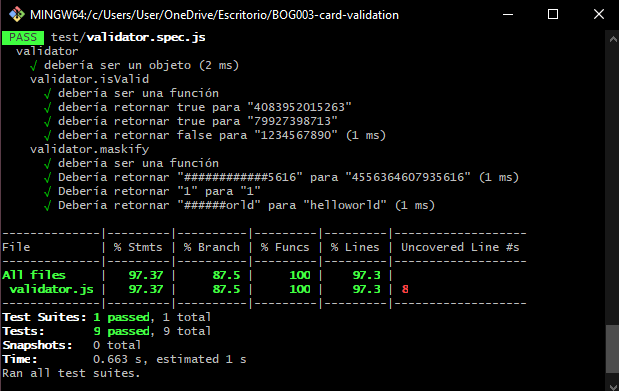 MINGW64:/c/Users/User/OneDrive/Escritorio/BOG003-card-validation
PASS test/validator.spec.js
validator
√ debería ser un objeto (2 ms)
validator.isValid
√ debería ser una función
√ debería retornar true para "4083952015263"
√ debería retornar true para "79927398713"
√ debería retornar false para "1234567890" (1 ms)
validator.maskify
√ debería ser una función
√ Debería retornar "############5616" para "4556364607935616" (1 ms)
√ Debería retornar "1" para "1"
√ Debería retornar "######orld" para "helloworld" (1 ms)
--------------|---------|----------|---------|---------|-------------------
File | % Stmts | % Branch | % Funcs | % Lines | Uncovered Line #s
--------------|---------|----------|---------|---------|-------------------
All files | 97.37 | 87.5 | 100 | 97.3 |
validator.js | 97.37 | 87.5 | 100 | 97.3 | 8
--------------|---------|----------|---------|---------|-------------------
Test Suites: 1 passed, 1 total
Tests: 9 passed, 9 total
Snapshots: 0 total
Time: 0.663 s, estimated 1 s
Ran all test suites.